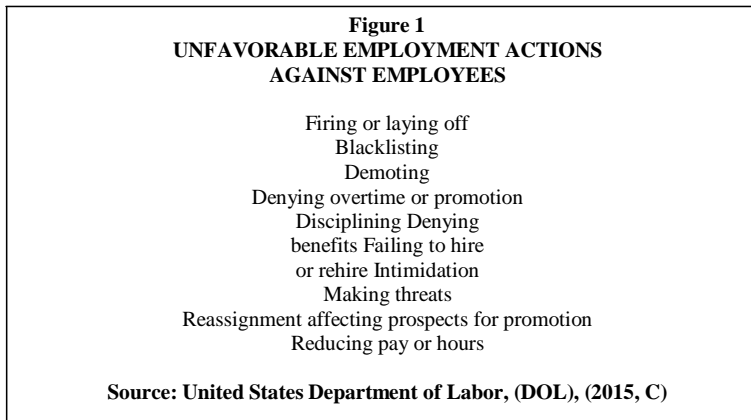 Figure 1
UNFAVORABLE EMPLOYMENT ACTIONS
AGAINST EMPLOYEES
Firing or laying off
Blacklisting
Demoting
Denying overtime or promotion
Disciplining Denying
benefits Failing to hire
or rehire Intimidation
Making threats
Reassignment affecting prospects for promotion
Reducing pay or hours
Source: United States Department of Labor, (DOL), (2015, C)